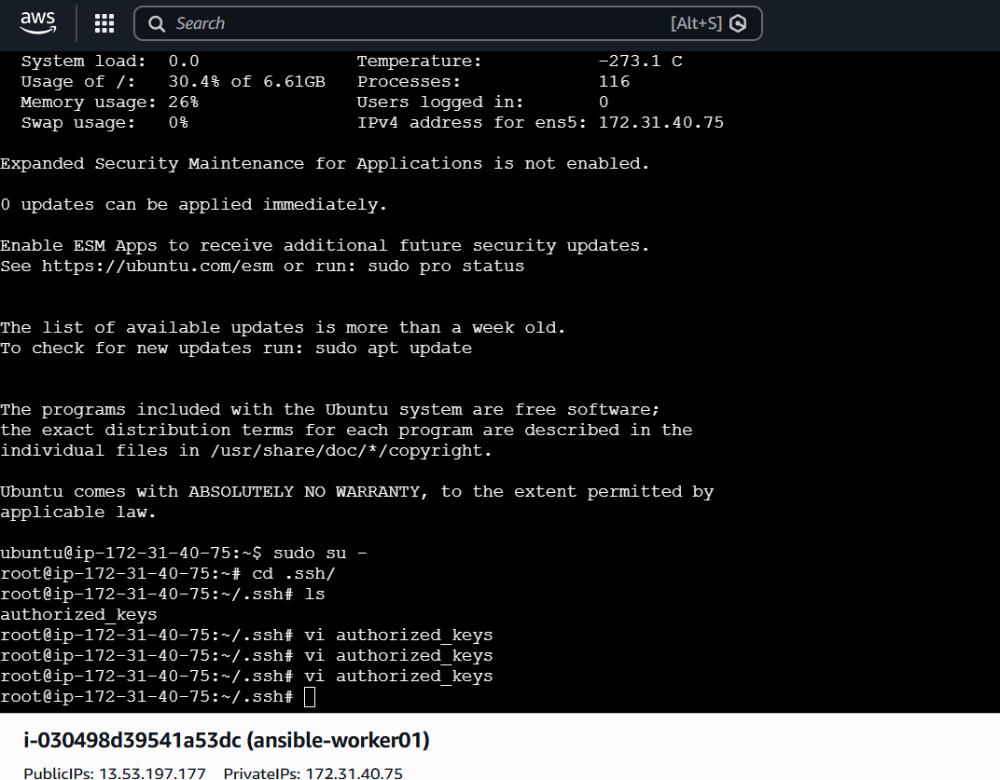 aws
Search [Alt+S]
System load: 0.0 Temperature: -273.1 C
Usage of /: 30.4% of 6.61GB Processes: 116
Memory usage: 26% Users logged in: 0
Swap usage: 0% IPv4 address for ens5: 172.31.40.75
Expanded Security Maintenance for Applications is not enabled.
0 updates can be applied immediately.
Enable ESM Apps to receive additional future security updates.
See https://ubuntu.com/esm or run: sudo pro status
The list of available updates is more than a week old.
To check for new updates run: sudo apt update
The programs included with the Ubuntu system are free software;
the exact distribution terms for each program are described in the
individual files in /usr/share/doc/*/copyright.
Ubuntu comes with ABSOLUTELY NO WARRANTY, to the extent permitted by
applicable law.
ubuntu@ip-172-31-40-75:~$ sudo su -
root@ip-172-31-40-75:~# cd .ssh/
root@ip-172-31-40-75:~/.ssh# ls
authorized_keys
root@ip-172-31-40-75:~/.ssh# vi authorized_keys
root@ip-172-31-40-75:~/.ssh# vi authorized_keys
root@ip-172-31-40-75:~/.ssh# vi authorized_keys
root@ip-172-31-40-75:~/.ssh#
i-030498d39541a53dc (ansible-worker01)
PublicIPs: 13.53.197.177 PrivateIPs: 172.31.40.75